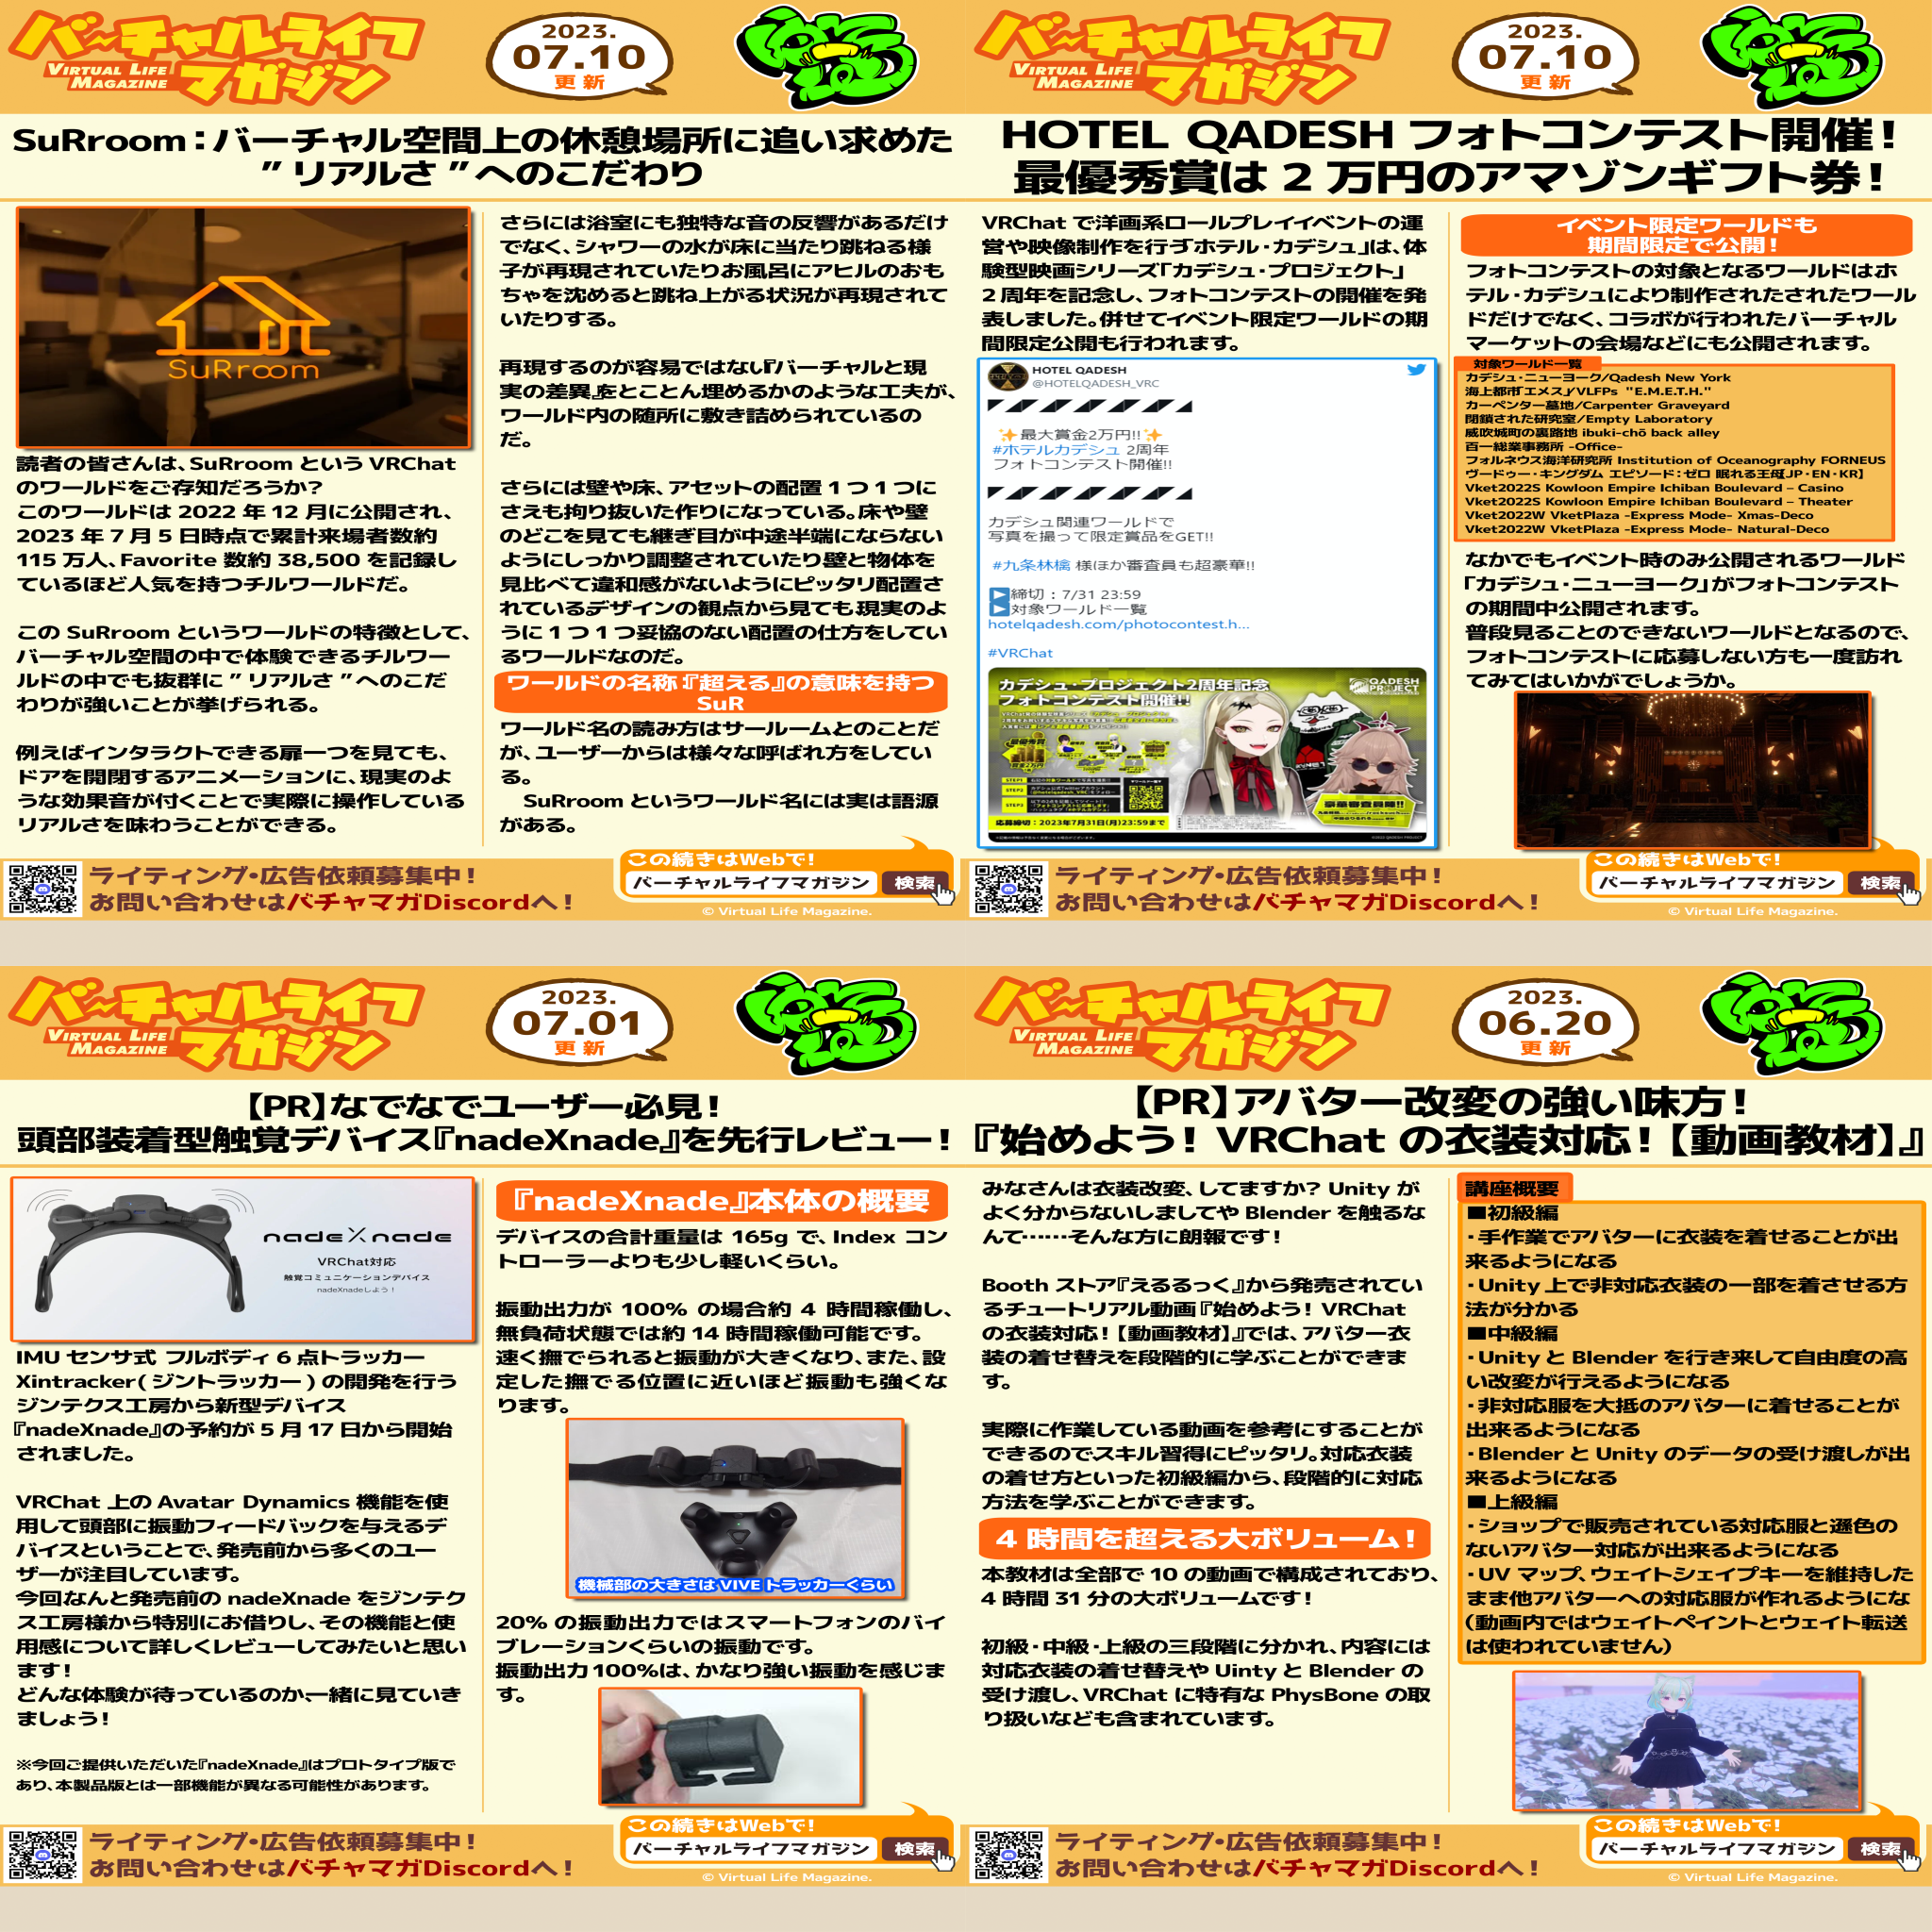 バーチャルライフ
マガジン
VIRTUAL LIFE
MAGAZINE
2023.
07.10
更新
SuRroom：バーチャル空間上の休憩場所に追い求めた
”リアルさ”へのこだわり
SuRroom
読者の皆さんは、SuRroom という VRChat
のワールドをご存知だろうか？
このワールドは 2022 年 12 月に公開され、
2023 年 7 月 5 日時点で累計来場者数約
115 万人、Favorite 数約 38,500 を記録し
ているほど人気を持つチルワールドだ。
この SuRroom というワールドの特徴として、
バーチャル空間の中で体験できるチルワー
ルドの中でも抜群に ”リアルさ”へのこだ
わりが強いことが挙げられる。
例えばインタラクトできる扉一つを見ても、
ドアを開閉するアニメーションに、現実のよ
うな効果音が付くことで実際に操作している
リアルさを味わうことができる。
さらには浴室にも独特な音の反響があるだけ
でなく、シャワーの水が床に当たり跳ねる様
子が再現されていたりお風呂にアヒルのおも
ちゃを沈めると跳ね上がる状況が再現されて
いたりする。
再現するのが容易ではない『バーチャルと現
実の差異』をとことん埋めるかのような工夫が、
ワールド内の随所に敷き詰められているの
だ。
さらには壁や床、アセットの配置 1 つ 1 つに
さえも拘り抜いた作りになっている。床や壁
のどこを見ても継ぎ目が中途半端にならない
ようにしっかり調整されていたり壁と物体を
見比べて違和感がないようにピッタリ配置さ
れている。デザインの観点から見ても現実のよ
うに 1 つ 1 つ妥協のない配置の仕方をしてい
るワールドなのだ。
ワールドの名称『超える』の意味を持つ
SuR
ワールド名の読み方はサールームとのことだ
が、ユーザーからは様々な呼ばれ方をしてい
る。
SuRroom というワールド名には実は語源
がある。
ライティング・広告依頼募集中！
お問い合わせはバチャマガDiscordへ！
この続きはWebで！
バーチャルライフマガジン 検索
© Virtual Life Magazine.
バーチャルライフ
マガジン
VIRTUAL LIFE
MAGAZINE
2023.
07.10
更新
HOTEL QADESH フォトコンテスト開催！
最優秀賞は 2 万円のアマゾンギフト券！
VRChat で洋画系ロールプレイイベントの運
営や映像制作を行う「ホテル・カデシュ」は、体
験型映画シリーズ「カデシュ・プロジェクト」
2 周年を記念し、フォトコンテストの開催を発
表しました。併せてイベント限定ワールドの期
間限定公開も行われます。
HOTEL QADESH
@HOTELQADESH_VRC
✨最大賞金2万円!!✨
#ホテルカデシュ 2周年
フォトコンテスト開催!!
カデシュ関連ワールドで
写真を撮って限定賞品をGET!!
#九条林檎 様ほか審査員も超豪華!!
▶締切：7/31 23:59
▶対象ワールド一覧
hotelqadesh.com/photocontest.h...
#VRChat
カデシュ・プロジェクト2周年記念
フォトコンテスト開催!!
QADESH
PROJECT
STEP1
STEP2
STEP3
豪華審査員陣!!
応募締切：2023年7月31日(月)23:59まで
イベント限定ワールドも
期間限定で公開！
フォトコンテストの対象となるワールドはホ
テル・カデシュにより制作されたされたワール
ドだけでなく、コラボが行われたバーチャル
マーケットの会場などにも公開されます。
対象ワールド一覧
カデシュ・ニューヨーク/Qadesh New York
海上都市「エメス」/VLFPs "E.M.E.T.H."
カーペンター墓地/Carpenter Graveyard
閉鎖された研究室/Empty Laboratory
威吹城町の裏路地 ibuki-chō back alley
百一総業事務所 -Office-
フォルネウス海洋研究所 Institution of Oceanography FORNEUS
ヴードゥー・キングダム エピソード：ゼロ 眠れる王母【JP・EN・KR】
Vket2022S Kowloon Empire Ichiban Boulevard – Casino
Vket2022S Kowloon Empire Ichiban Boulevard – Theater
Vket2022W VketPlaza -Express Mode- Xmas-Deco
Vket2022W VketPlaza -Express Mode- Natural-Deco
なかでもイベント時のみ公開されるワールド
「カデシュ・ニューヨーク」がフォトコンテスト
の期間中公開されます。
普段見ることのできないワールドとなるので、
フォトコンテストに応募しない方も一度訪れ
てみてはいかがでしょうか。
ライティング・広告依頼募集中！
お問い合わせはバチャマガDiscordへ！
この続きはWebで！
バーチャルライフマガジン 検索
© Virtual Life Magazine.
バーチャルライフ
マガジン
VIRTUAL LIFE
MAGAZINE
2023.
07.01
更新
【PR】なでなでユーザー必見！
頭部装着型触覚デバイス『nadeXnade』を先行レビュー！
nadeXnade
VRChat対応
触覚コミュニケーションデバイス
nadeXnadeしよう！
IMU センサ式 フルボディ 6 点トラッカー
Xintracker( ジントラッカー ) の開発を行う
ジンテクス工房から新型デバイス
『nadeXnade』の予約が 5 月 17 日から開始
されました。
VRChat 上の Avatar Dynamics 機能を使
用して頭部に振動フィードバックを与えるデ
バイスということで、発売前から多くのユー
ザーが注目しています。
今回なんと発売前の nadeXnade をジンテク
ス工房様から特別にお借りし、その機能と使
用感について詳しくレビューしてみたいと思い
ます！
どんな体験が待っているのか、一緒に見ていき
ましょう！
※今回ご提供いただいた『nadeXnade』はプロトタイプ版で
あり、本製品版とは一部機能が異なる可能性があります。
『nadeXnade』本体の概要
デバイスの合計重量は 165g で、Index コン
トローラーよりも少し軽いくらい。
振動出力が 100% の場合約 4 時間稼働し、
無負荷状態では約 14 時間稼働可能です。
速く撫でられると振動が大きくなり、また、設
定した撫でる位置に近いほど振動も強くな
ります。
機械部の大きさは VIVE トラッカーくらい
20% の振動出力ではスマートフォンのバイ
ブレーションくらいの振動です。
振動出力100%は、かなり強い振動を感じま
す。
ライティング・広告依頼募集中！
お問い合わせはバチャマガDiscordへ！
この続きはWebで！
バーチャルライフマガジン 検索
© Virtual Life Magazine.
バーチャルライフ
マガジン
VIRTUAL LIFE
MAGAZINE
2023.
06.20
更新
【PR】アバター改変の強い味方！
『始めよう！VRChat の衣装対応！【動画教材】』
みなさんは衣装改変、してますか？ Unity が
よく分からないしましてや Blender を触るな
んて……そんな方に朗報です！
Booth ストア『えるるっく』から発売されてい
るチュートリアル動画『始めよう！VRChat
の衣装対応！【動画教材】』では、アバター衣
装の着せ替えを段階的に学ぶことができま
す。
実際に作業している動画を参考にすることが
できるのでスキル習得にピッタリ。対応衣装
の着せ方といった初級編から、段階的に対応
方法を学ぶことができます。
4 時間を超える大ボリューム！
本教材は全部で 10 の動画で構成されており、
4 時間 31 分の大ボリュームです！
初級・中級・上級の三段階に分かれ、内容には
対応衣装の着せ替えや Uinty と Blender の
受け渡し、VRChat に特有な PhysBone の取
り扱いなども含まれています。
講座概要
■初級編
・手作業でアバターに衣装を着せることが出
来るようになる
・Unity 上で非対応衣装の一部を着させる方
法が分かる
■中級編
・Unity と Blender を行き来して自由度の高
い改変が行えるようになる
・非対応服を大抵のアバターに着せることが
出来るようになる
・Blender と Unity のデータの受け渡しが出
来るようになる
■上級編
・ショップで販売されている対応服と遜色の
ないアバター対応が出来るようになる
・UV マップ、ウェイトシェイプキーを維持した
まま他アバターへの対応服が作れるようにな
(動画内ではウェイトペイントとウェイト転送
は使われていません)
ライティング・広告依頼募集中！
お問い合わせはバチャマガDiscordへ！
この続きはWebで！
バーチャルライフマガジン 検索
© Virtual Life Magazine.